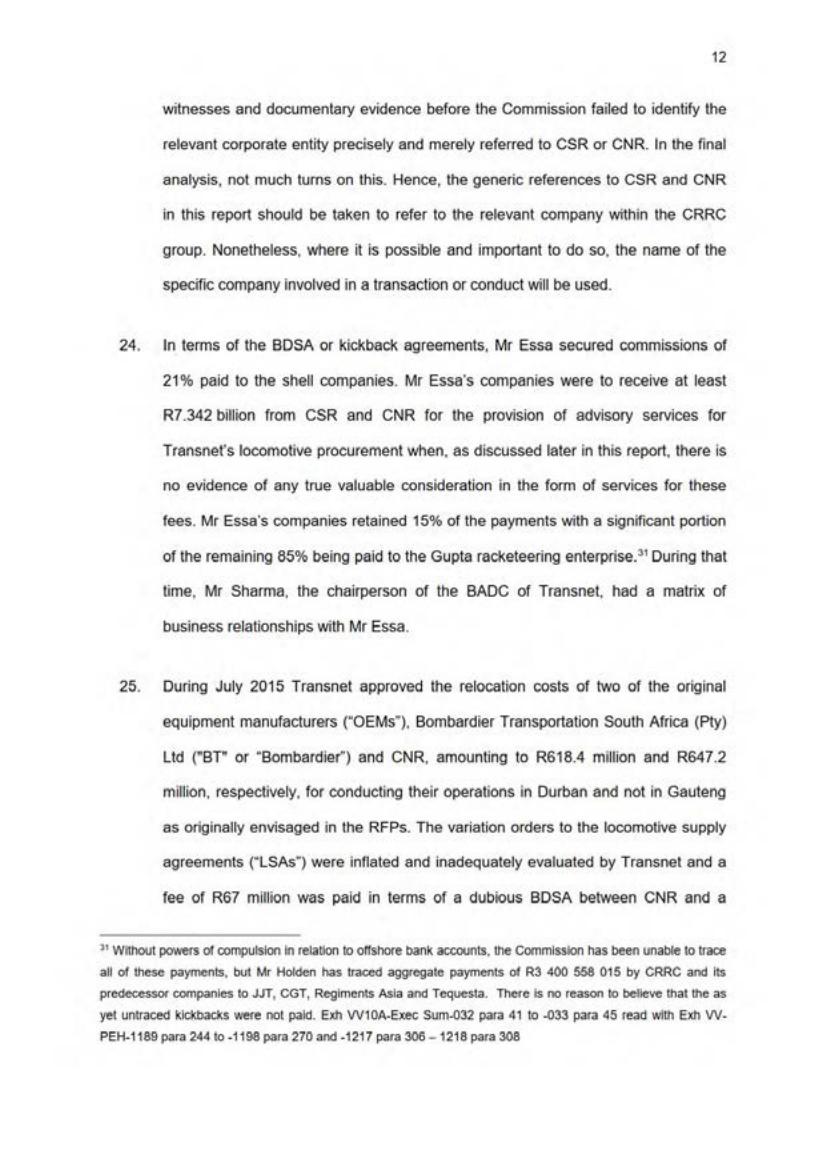 12
witnesses and documentary evidence before the Commission failed to identify the
relevant corporate entity precisely and merely referred to CSR or CNR. In the final
analysis, not much turns on this. Hence, the generic references to CSR and CNR
in this report should be taken to refer to the relevant company within the CRRC
group. Nonetheless, where it is possible and important to do so, the name of the
specific company involved in a transaction or conduct will be used.
24. In terms of the BDSA or kickback agreements, Mr Essa secured commissions of
21% paid to the shell companies. Mr Essa's companies were to receive at least
R7.342 billion from CSR and CNR for the provision of advisory services for
Transnet's locomotive procurement when, as discussed later in this report, there is
no evidence of any true valuable consideration in the form of services for these
fees. Mr Essa's companies retained 15% of the payments with a significant portion
of the remaining 85% being paid to the Gupta racketeering enterprise.³¹ During that
time, Mr Sharma, the chairperson of the BADC of Transnet, had a matrix of
business relationships with Mr Essa.
25. During July 2015 Transnet approved the relocation costs of two of the original
equipment manufacturers ("OEMs"), Bombardier Transportation South Africa (Pty)
Ltd ("BT" or "Bombardier") and CNR, amounting to R618.4 million and R647.2
million, respectively, for conducting their operations in Durban and not in Gauteng
as originally envisaged in the RFPs. The variation orders to the locomotive supply
agreements ("LSAs") were inflated and inadequately evaluated by Transnet and a
fee of R67 million was paid in terms of a dubious BDSA between CNR and a
³¹ Without powers of compulsion in relation to offshore bank accounts, the Commission has been unable to trace
all of these payments, but Mr Holden has traced aggregate payments of R3 400 558 015 by CRRC and its
predecessor companies to JJT, CGT, Regiments Asia and Tequesta. There is no reason to believe that the as
yet untraced kickbacks were not paid. Exh VV10A-Exec Sum-032 para 41 to -033 para 45 read with Exh VV-
PEH-1189 para 244 to -1198 para 270 and -1217 para 306 – 1218 para 308